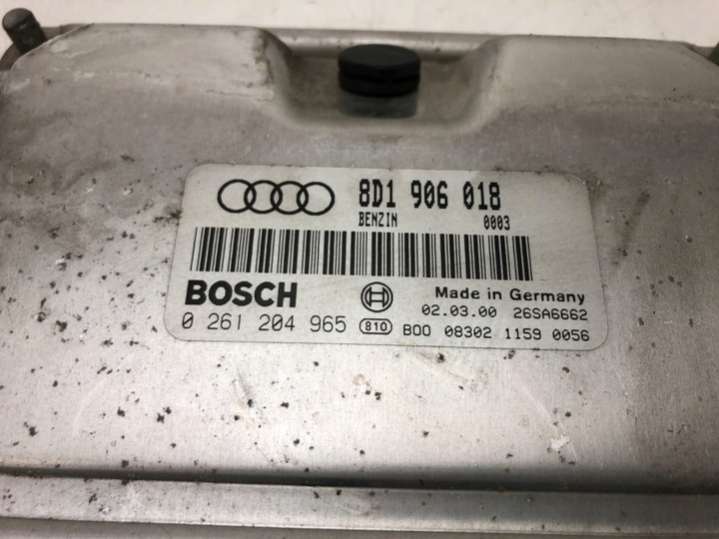 8D1 906 018
BENZIN 0003
BOSCH Made in Germany
02.03.00 26SA6662
0 261 204 965 810 B00 08302 1159 0056